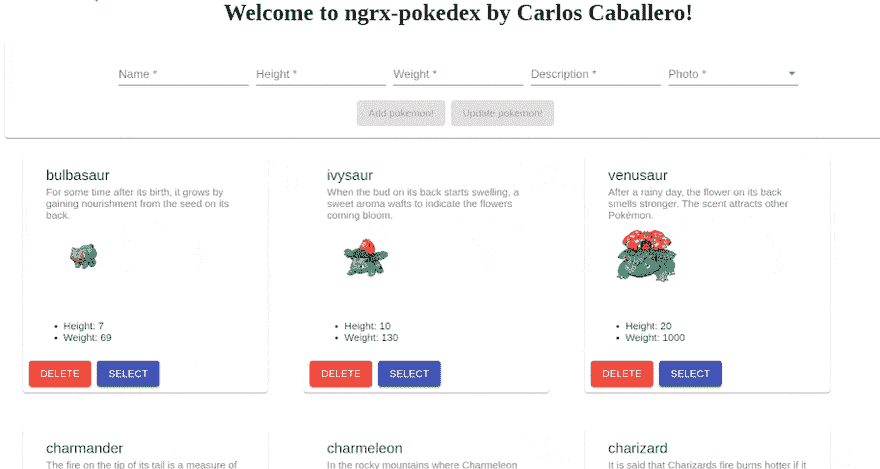 Welcome to ngrx-pokedex by Carlos Caballero!
Name * Height * Weight * Description * Photo *
Add pokemon! Update pokemon!
bulbasaur
For some time after its birth, it grows by
gaining nourishment from the seed on its
back.
Height: 7
Weight: 69
DELETE SELECT
ivysaur
When the bud on its back starts swelling, a
sweet aroma wafts to indicate the flowers
coming bloom.
Height: 10
Weight: 130
DELETE SELECT
venusaur
After a rainy day, the flower on its back
smells stronger. The scent attracts other
Pokémon.
Height: 20
Weight: 1000
DELETE SELECT
charmander
The fire on the tip of its tail is a measure of
charmeleon
In the rocky mountains where Charmeleon
charizard
It is said that Charizards fire burns hotter if it